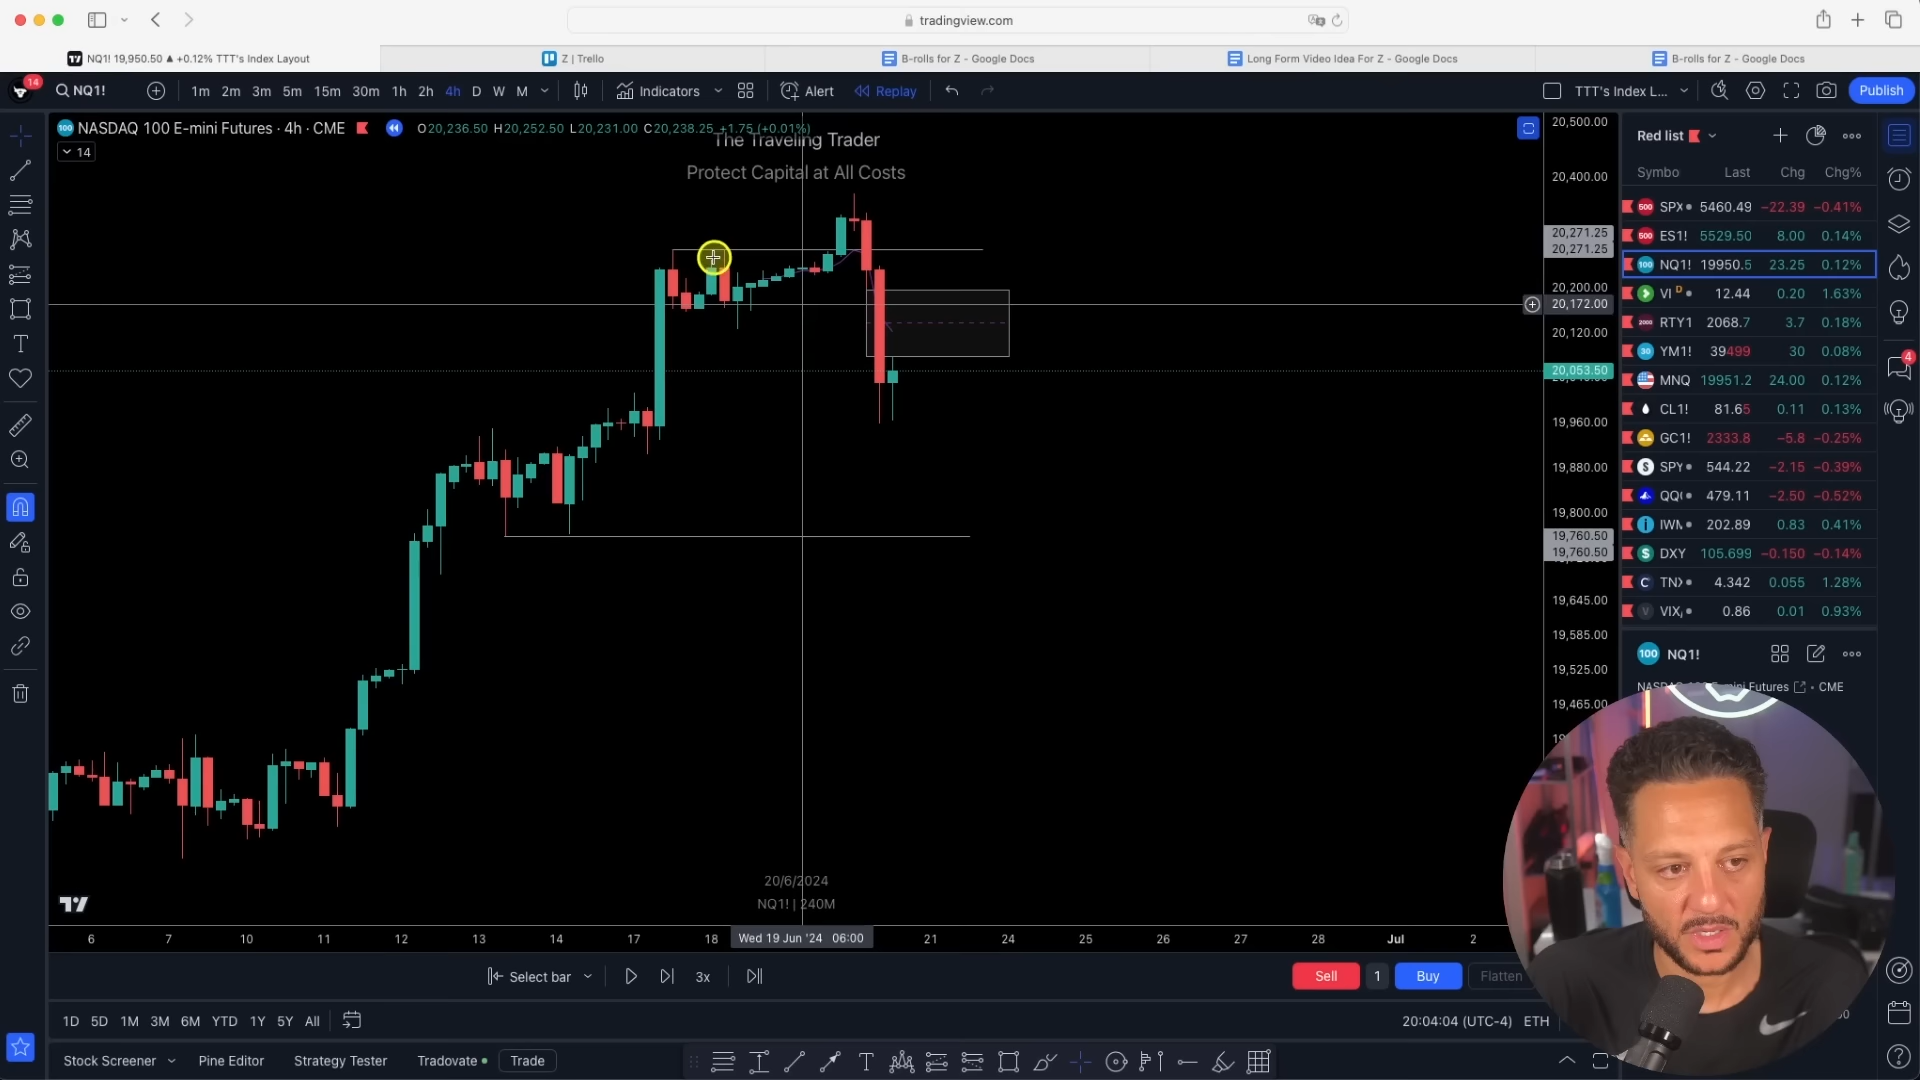 tradingview.com
NQ1! 19,950.50 ▲ +0.12% TTT's Index Layout
Z | Trello
B-rolls for Z - Google Docs
Long Form Video Idea For Z - Google Docs
B-rolls for Z - Google Docs
14
NQ1!
1m 2m 3m 5m 15m 30m 1h 2h 4h D W M
Indicators
Alert
Replay
TTT's Index L...
Publish
NASDAQ 100 E-mini Futures · 4h · CME
O20,236.50 H20,252.50 L20,231.00 C20,238.25 +1.75 (+0.01%)
14
The Traveling Trader
Protect Capital at All Costs
20,500.00
20,400.00
20,271.25
20,271.25
20,200.00
20,172.00
20,120.00
20,053.50
19,960.00
19,880.00
19,800.00
19,760.50
19,760.50
19,645.00
19,585.00
19,525.00
19,465.00
Red list
Symbo Last Chg Chg%
SPX 5460.49 −22.39 −0.41%
ES1! 5529.50 8.00 0.14%
NQ1! 19950.5 23.25 0.12%
VI D 12.44 0.20 1.63%
RTY1 2068.7 3.7 0.18%
YM1! 39499 30 0.08%
MNQ 19951.2 24.00 0.12%
CL1! 81.65 0.11 0.13%
GC1! 2333.8 −5.8 −0.25%
SPY 544.22 −2.15 −0.39%
QQ 479.11 −2.50 −0.52%
IWM 202.89 0.83 0.41%
DXY 105.699 −0.150 −0.14%
TN 4.342 0.055 1.28%
VIX 0.86 0.01 0.93%
4
100 NQ1!
E-mini Futures · CME
20/6/2024
NQ1! | 240M
6 7 10 11 12 13 14 17 18 Wed 19 Jun '24 06:00 21 24 25 26 27 28 Jul 2
Select bar
3x
Sell 1 Buy Flatten
1D 5D 1M 3M 6M YTD 1Y 5Y All
20:04:04 (UTC-4) ETH
Stock Screener
Pine Editor
Strategy Tester
Tradovate
Trade